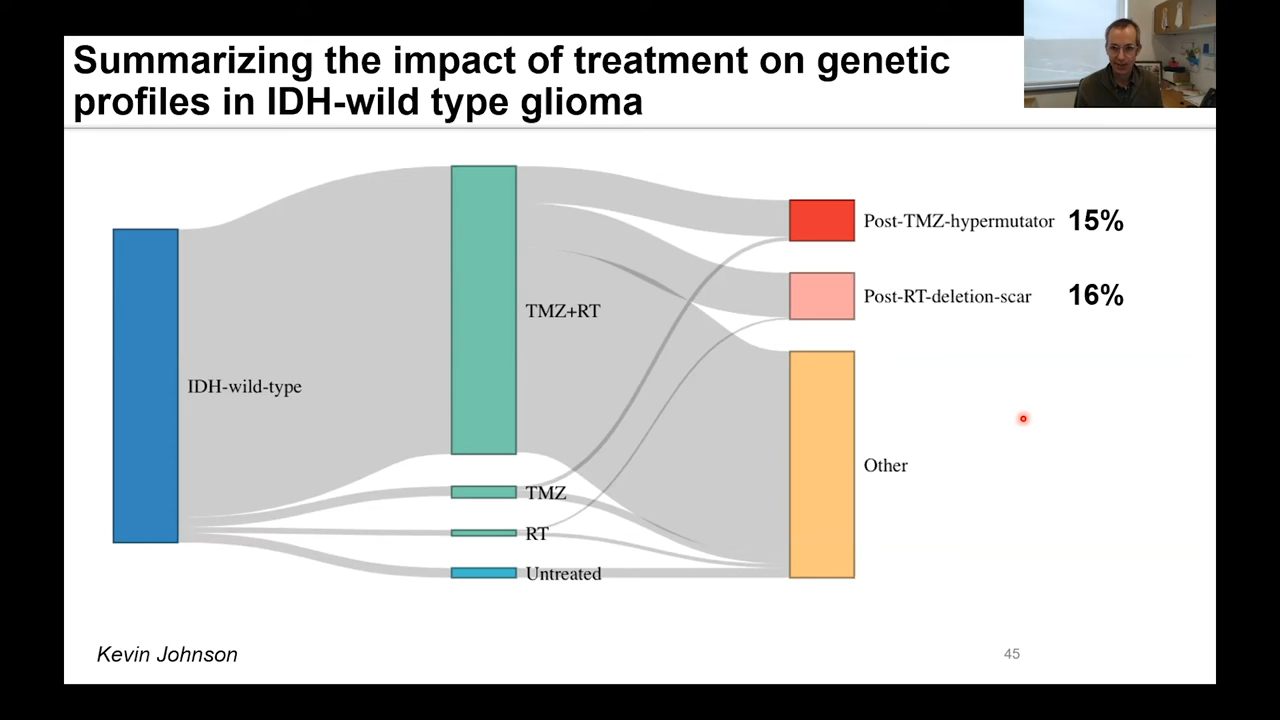 Summarizing the impact of treatment on genetic
profiles in IDH-wild type glioma
Post-TMZ-hypermutator 15%
Post-RT-deletion-scar 16%
TMZ+RT
IDH-wild-type
Other
TMZ
RT
Untreated
Kevin Johnson
45